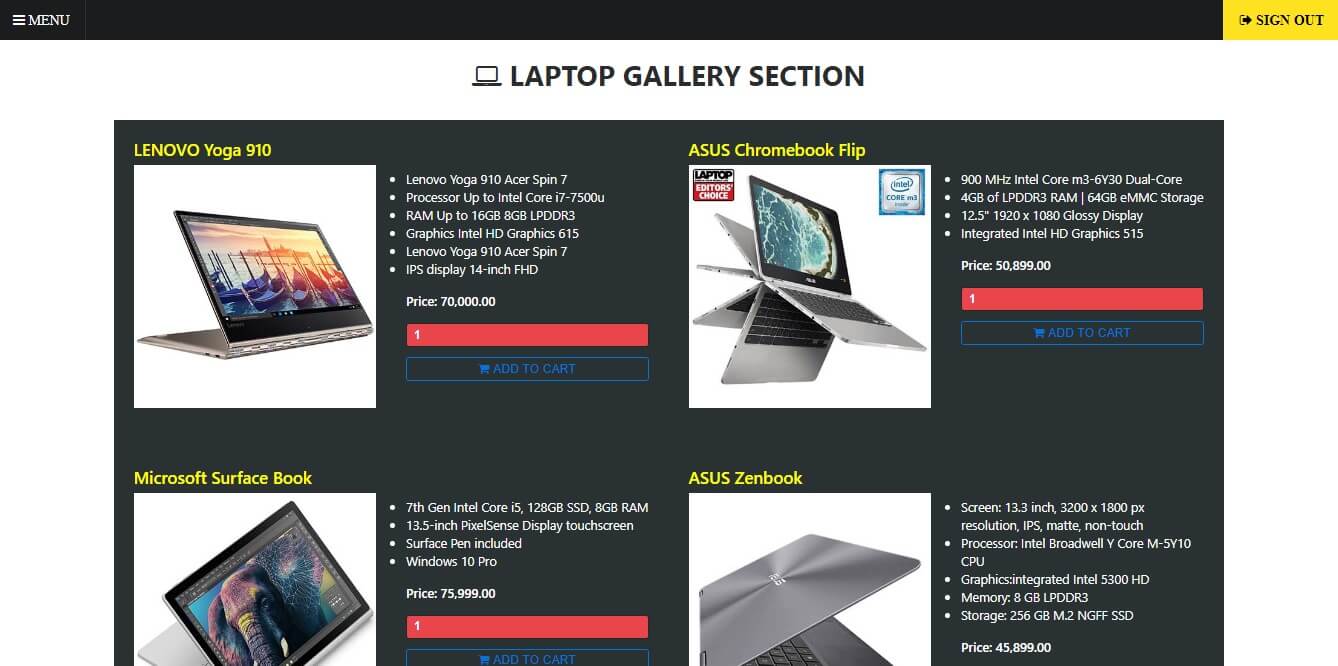 MENU
SIGN OUT
LAPTOP GALLERY SECTION
LENOVO Yoga 910
Lenovo Yoga 910 Acer Spin 7
Processor Up to Intel Core i7-7500u
RAM Up to 16GB 8GB LPDDR3
Graphics Intel HD Graphics 615
Lenovo Yoga 910 Acer Spin 7
IPS display 14-inch FHD
Price: 70,000.00
1
ADD TO CART
ASUS Chromebook Flip
LAPTOP
EDITORS'
CHOICE
intel
CORE m3
inside
900 MHz Intel Core m3-6Y30 Dual-Core
4GB of LPDDR3 RAM | 64GB eMMC Storage
12.5" 1920 x 1080 Glossy Display
Integrated Intel HD Graphics 515
Price: 50,899.00
1
ADD TO CART
Microsoft Surface Book
7th Gen Intel Core i5, 128GB SSD, 8GB RAM
13.5-inch PixelSense Display touchscreen
Surface Pen included
Windows 10 Pro
Price: 75,999.00
1
ADD TO CART
ASUS Zenbook
Screen: 13.3 inch, 3200 x 1800 px
resolution, IPS, matte, non-touch
Processor: Intel Broadwell Y Core M-5Y10
CPU
Graphics:integrated Intel 5300 HD
Memory: 8 GB LPDDR3
Storage: 256 GB M.2 NGFF SSD
Price: 45,899.00